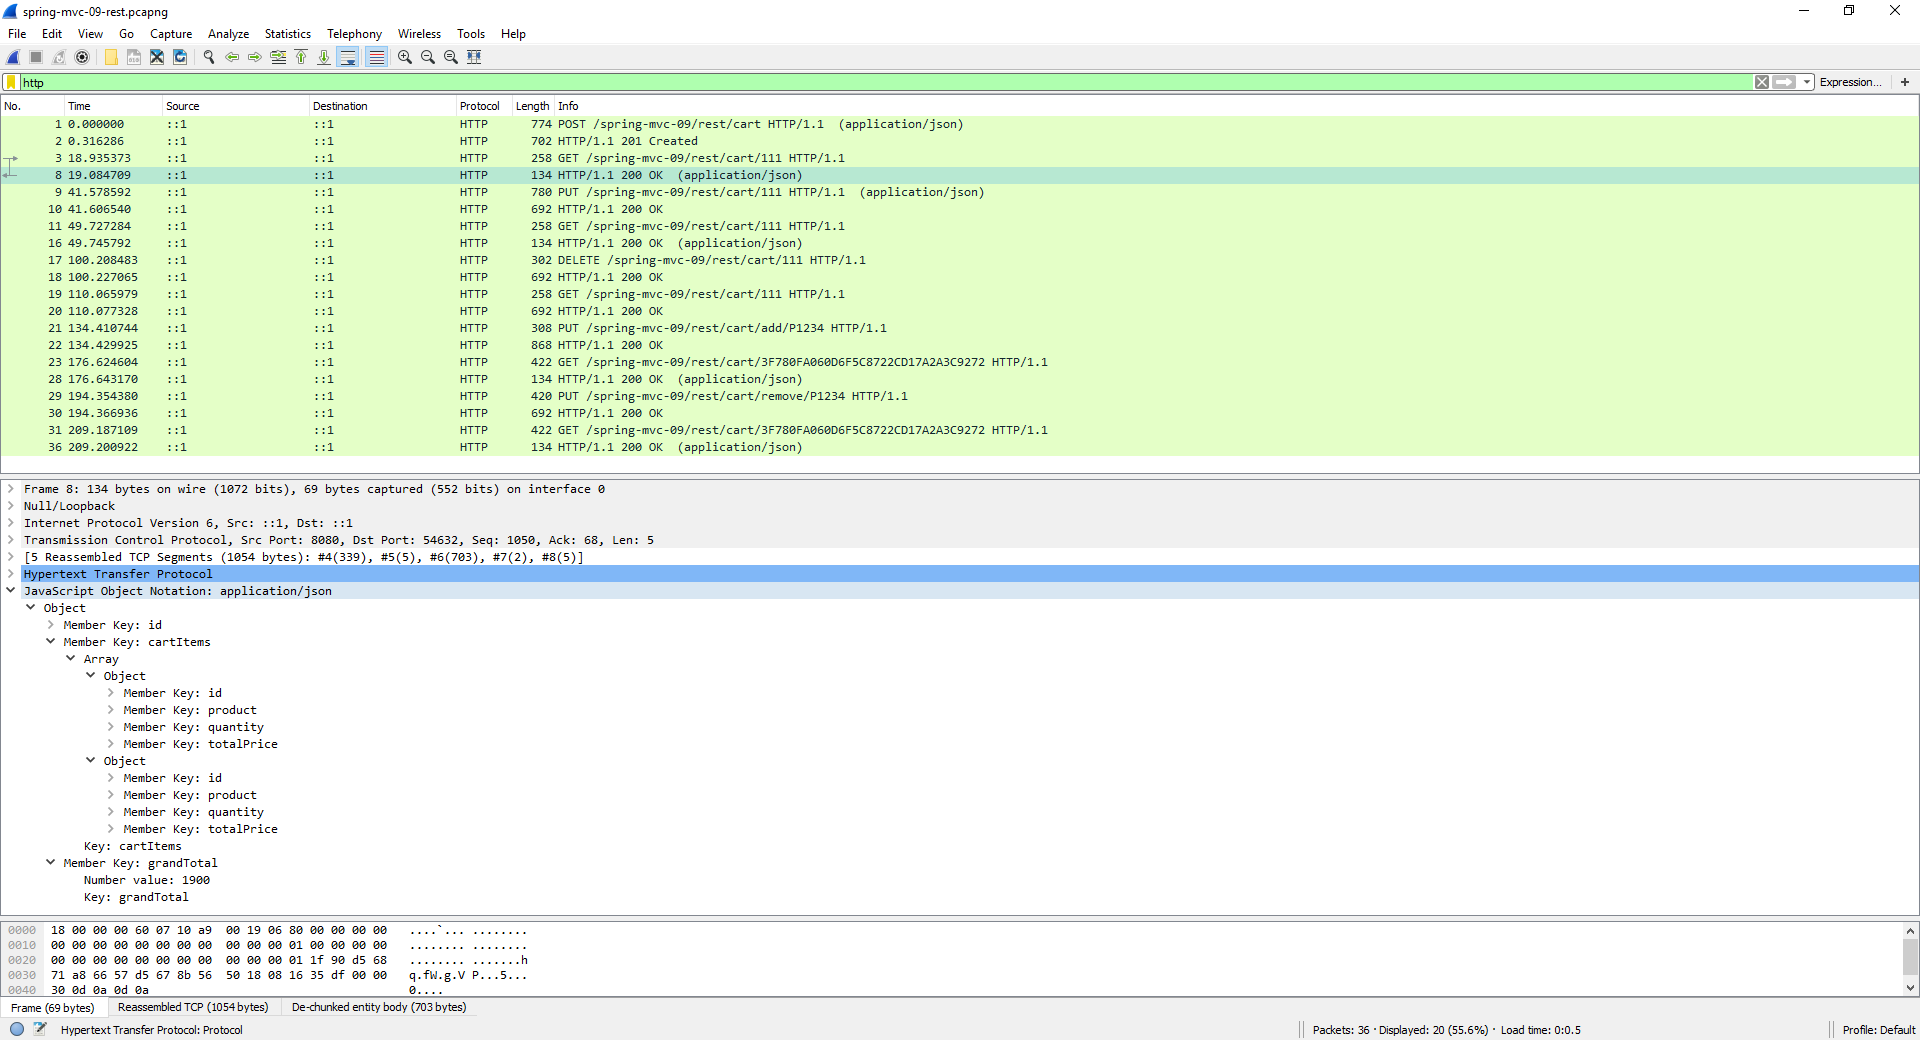 spring-mvc-09-rest.pcapng
File Edit View Go Capture Analyze Statistics Telephony Wireless Tools Help
http Expression... +
No. Time Source Destination Protocol Length Info
1 0.000000 ::1 ::1 HTTP 774 POST /spring-mvc-09/rest/cart HTTP/1.1 (application/json)
2 0.316286 ::1 ::1 HTTP 702 HTTP/1.1 201 Created
3 18.935373 ::1 ::1 HTTP 258 GET /spring-mvc-09/rest/cart/111 HTTP/1.1
8 19.084709 ::1 ::1 HTTP 134 HTTP/1.1 200 OK (application/json)
9 41.578592 ::1 ::1 HTTP 780 PUT /spring-mvc-09/rest/cart/111 HTTP/1.1 (application/json)
10 41.606540 ::1 ::1 HTTP 692 HTTP/1.1 200 OK
11 49.727284 ::1 ::1 HTTP 258 GET /spring-mvc-09/rest/cart/111 HTTP/1.1
16 49.745792 ::1 ::1 HTTP 134 HTTP/1.1 200 OK (application/json)
17 100.208483 ::1 ::1 HTTP 302 DELETE /spring-mvc-09/rest/cart/111 HTTP/1.1
18 100.227065 ::1 ::1 HTTP 692 HTTP/1.1 200 OK
19 110.065979 ::1 ::1 HTTP 258 GET /spring-mvc-09/rest/cart/111 HTTP/1.1
20 110.077328 ::1 ::1 HTTP 692 HTTP/1.1 200 OK
21 134.410744 ::1 ::1 HTTP 308 PUT /spring-mvc-09/rest/cart/add/P1234 HTTP/1.1
22 134.429925 ::1 ::1 HTTP 868 HTTP/1.1 200 OK
23 176.624604 ::1 ::1 HTTP 422 GET /spring-mvc-09/rest/cart/3F780FA060D6F5C8722CD17A2A3C9272 HTTP/1.1
28 176.643170 ::1 ::1 HTTP 134 HTTP/1.1 200 OK (application/json)
29 194.354380 ::1 ::1 HTTP 420 PUT /spring-mvc-09/rest/cart/remove/P1234 HTTP/1.1
30 194.366936 ::1 ::1 HTTP 692 HTTP/1.1 200 OK
31 209.187109 ::1 ::1 HTTP 422 GET /spring-mvc-09/rest/cart/3F780FA060D6F5C8722CD17A2A3C9272 HTTP/1.1
36 209.200922 ::1 ::1 HTTP 134 HTTP/1.1 200 OK (application/json)
Frame 8: 134 bytes on wire (1072 bits), 69 bytes captured (552 bits) on interface 0
Null/Loopback
Internet Protocol Version 6, Src: ::1, Dst: ::1
Transmission Control Protocol, Src Port: 8080, Dst Port: 54632, Seq: 1050, Ack: 68, Len: 5
[5 Reassembled TCP Segments (1054 bytes): #4(339), #5(5), #6(703), #7(2), #8(5)]
Hypertext Transfer Protocol
JavaScript Object Notation: application/json
Object
Member Key: id
Member Key: cartItems
Array
Object
Member Key: id
Member Key: product
Member Key: quantity
Member Key: totalPrice
Object
Member Key: id
Member Key: product
Member Key: quantity
Member Key: totalPrice
Key: cartItems
Member Key: grandTotal
Number value: 1900
Key: grandTotal
0000 18 00 00 00 60 07 10 a9 00 19 06 80 00 00 00 00 ....`... ........
0010 00 00 00 00 00 00 00 00 00 00 00 01 00 00 00 00 ........ ........
0020 00 00 00 00 00 00 00 00 00 00 00 01 1f 90 d5 68 ........ .......h
0030 71 a8 66 57 d5 67 8b 56 50 18 08 16 35 df 00 00 q.fW.g.V P...5...
0040 30 0d 0a 0d 0a 0....
Frame (69 bytes) Reassembled TCP (1054 bytes) De-chunked entity body (703 bytes)
Hypertext Transfer Protocol: Protocol Packets: 36 · Displayed: 20 (55.6%) · Load time: 0:0.5 Profile: Default